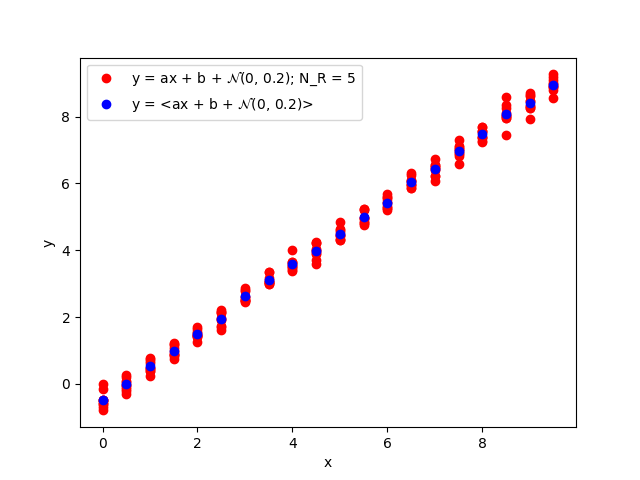 y = ax + b + 𝒩(0, 0.2); N_R = 5
y = <ax + b + 𝒩(0, 0.2)>
8
6
4
2
0
y
0 2 4 6 8
x